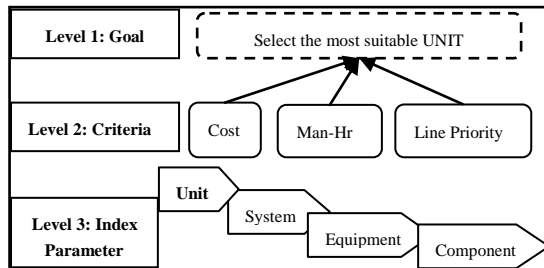 Level 1: Goal
Select the most suitable UNIT
Level 2: Criteria
Cost
Man-Hr
Line Priority
Unit
System
Level 3: Index
Parameter
Equipment
Component